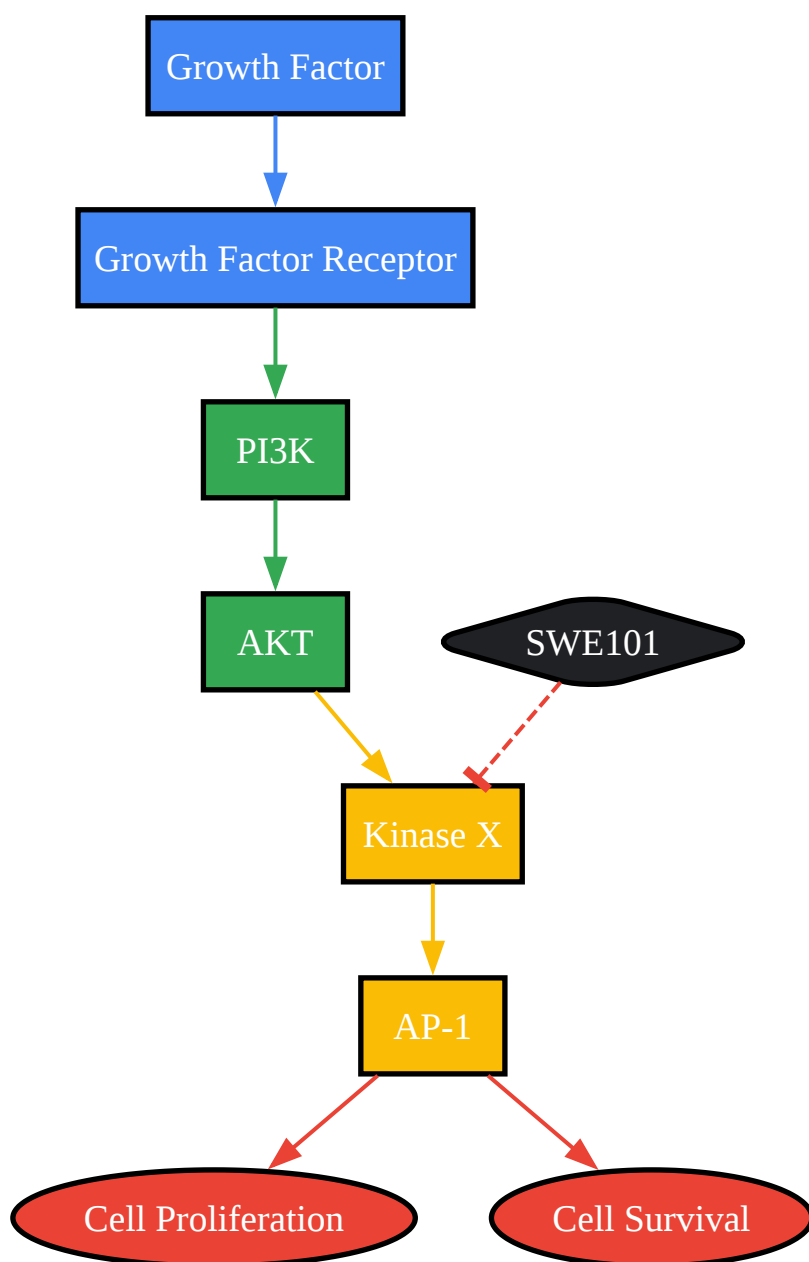 Growth Factor
Growth Factor Receptor
PI3K
AKT
SWE101
Kinase X
AP-1
Cell Proliferation
Cell Survival